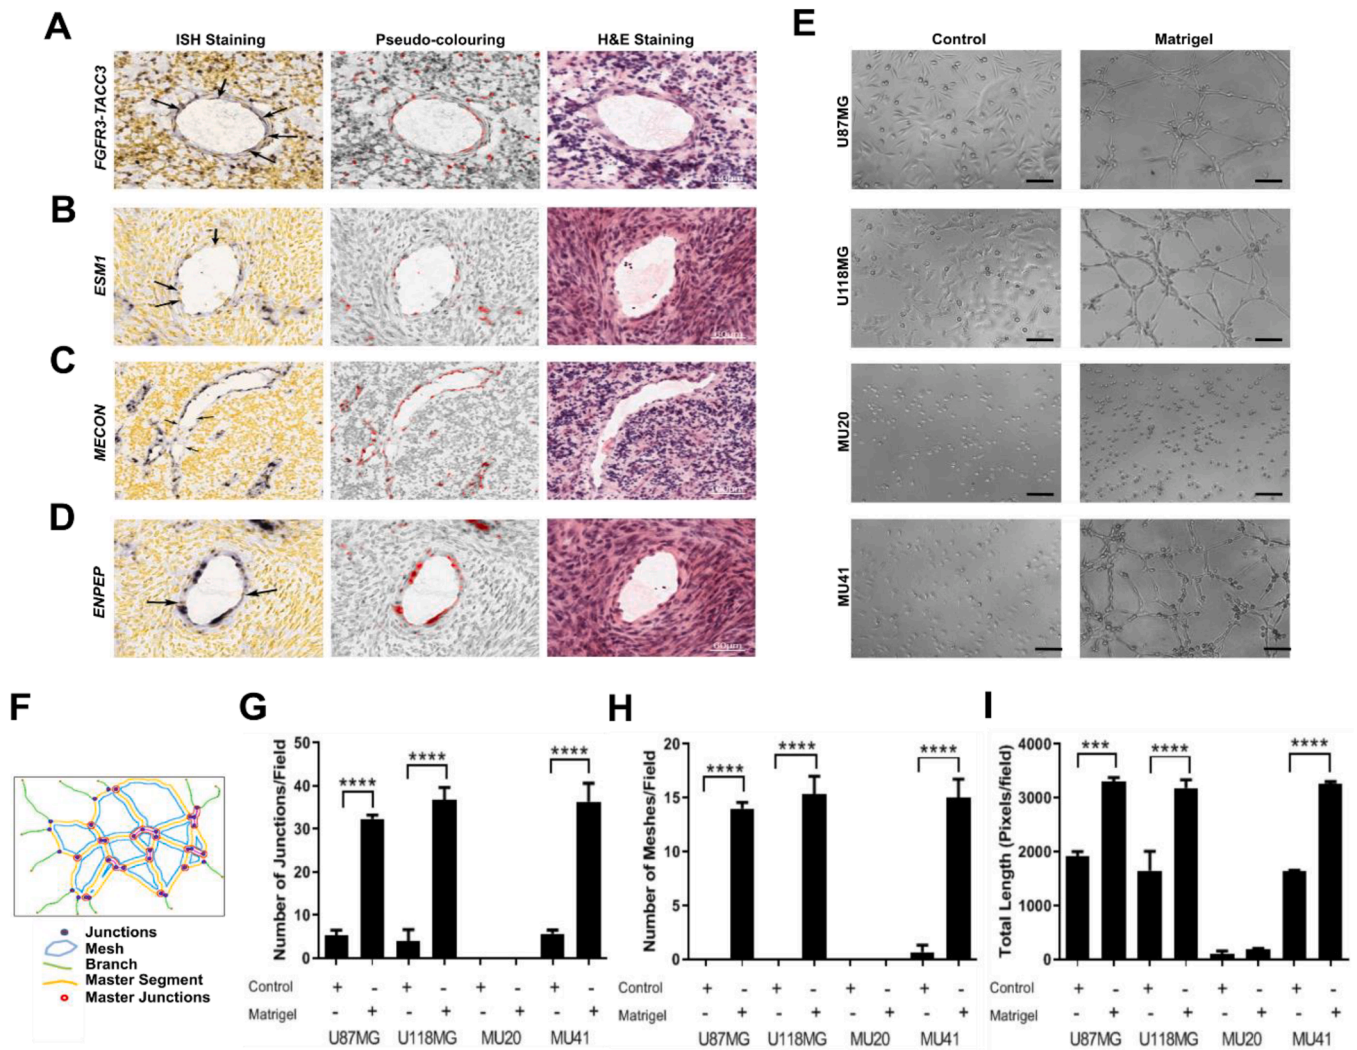 A
ISH Staining
Pseudo-colouring
H&E Staining
FGFR3-TACC3
B
ESM1
60µm
C
MECON
D
ENPEP
60µm
E
Control
Matrigel
U87MG
U118MG
MU20
MU41
F
Junctions
Mesh
Branch
Master Segment
Master Junctions
G
Number of Junctions/Field
50
40
30
20
10
0
****
****
****
Control + - + - + - + -
Matrigel - + - + - + - +
U87MG U118MG MU20 MU41
H
Number of Meshes/Field
20
15
10
5
0
****
****
****
Control + - + - + - + -
Matrigel - + - + - + - +
U87MG U118MG MU20 MU41
I
Total Length (Pixels/field)
4000
3000
2000
1000
0
***
****
****
Control + - + - + - + -
Matrigel - + - + - + - +
U87MG U118MG MU20 MU41